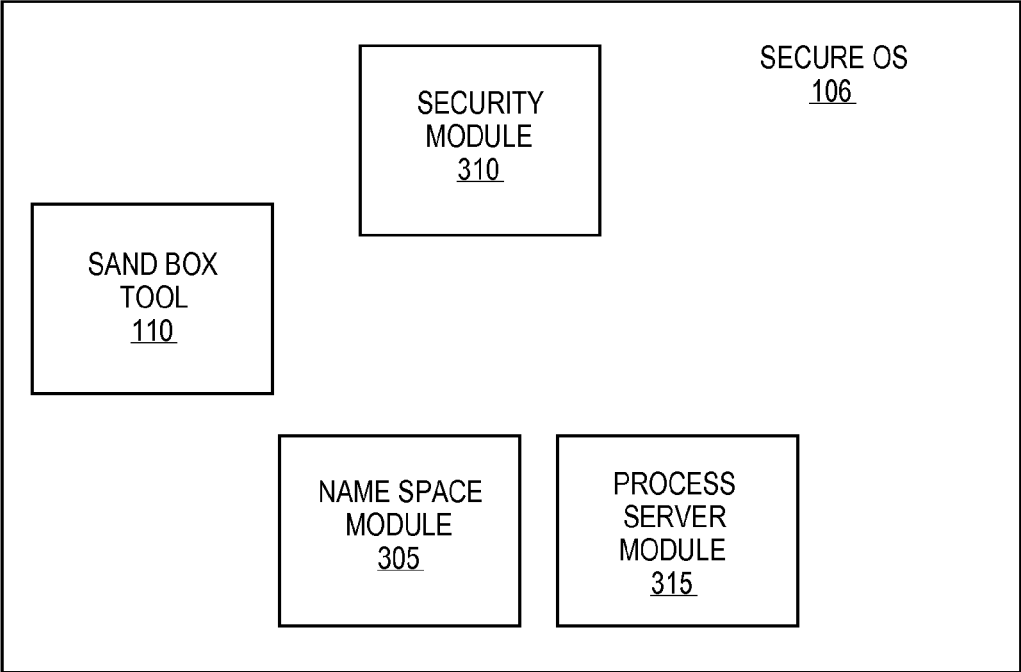 SECURE OS
106
SECURITY
MODULE
310
SAND BOX
TOOL
110
NAME SPACE
MODULE
305
PROCESS
SERVER
MODULE
315